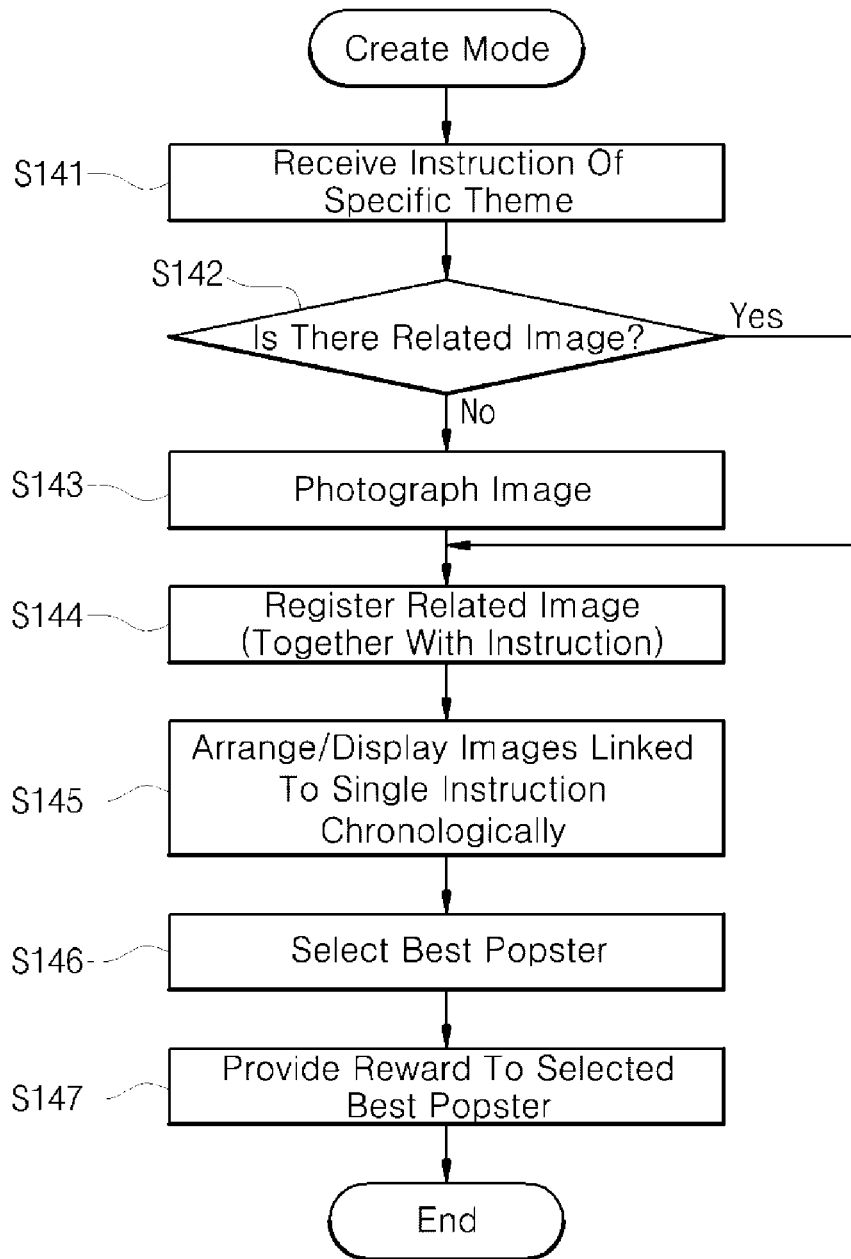 Create Mode
S141
Receive Instruction Of
Specific Theme
S142
Is There Related Image?
Yes
No
S143
Photograph Image
S144
Register Related Image
(Together With Instruction)
S145
Arrange/Display Images Linked
To Single Instruction
Chronologically
S146
Select Best Popster
S147
Provide Reward To Selected
Best Popster
End